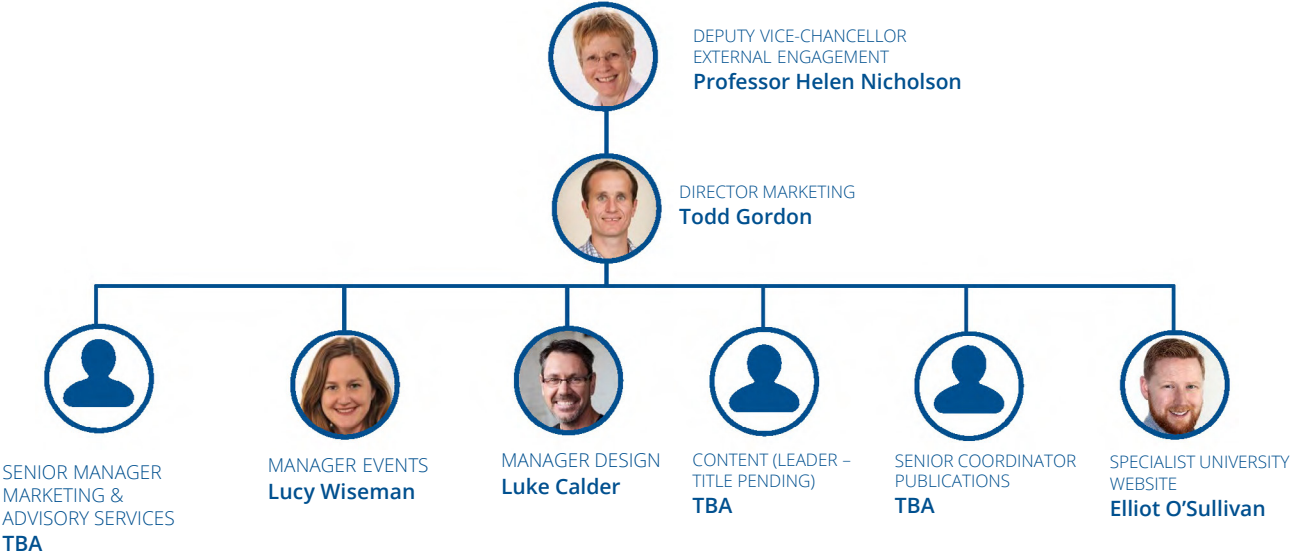 DEPUTY VICE-CHANCELLOR
EXTERNAL ENGAGEMENT
Professor Helen Nicholson
DIRECTOR MARKETING
Todd Gordon
SENIOR MANAGER
MARKETING &
ADVISORY SERVICES
TBA
MANAGER EVENTS
Lucy Wiseman
MANAGER DESIGN
Luke Calder
CONTENT (LEADER –
TITLE PENDING)
TBA
SENIOR COORDINATOR
PUBLICATIONS
TBA
SPECIALIST UNIVERSITY
WEBSITE
Elliot O’Sullivan